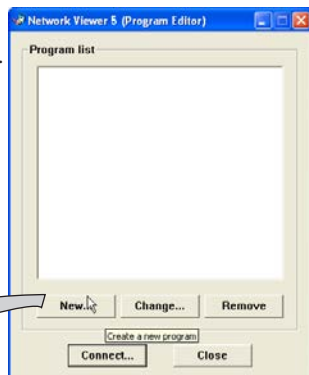 Network Viewer 5 (Program Editor)
Program list
New...
Change...
Remove
Create a new program
Connect...
Close